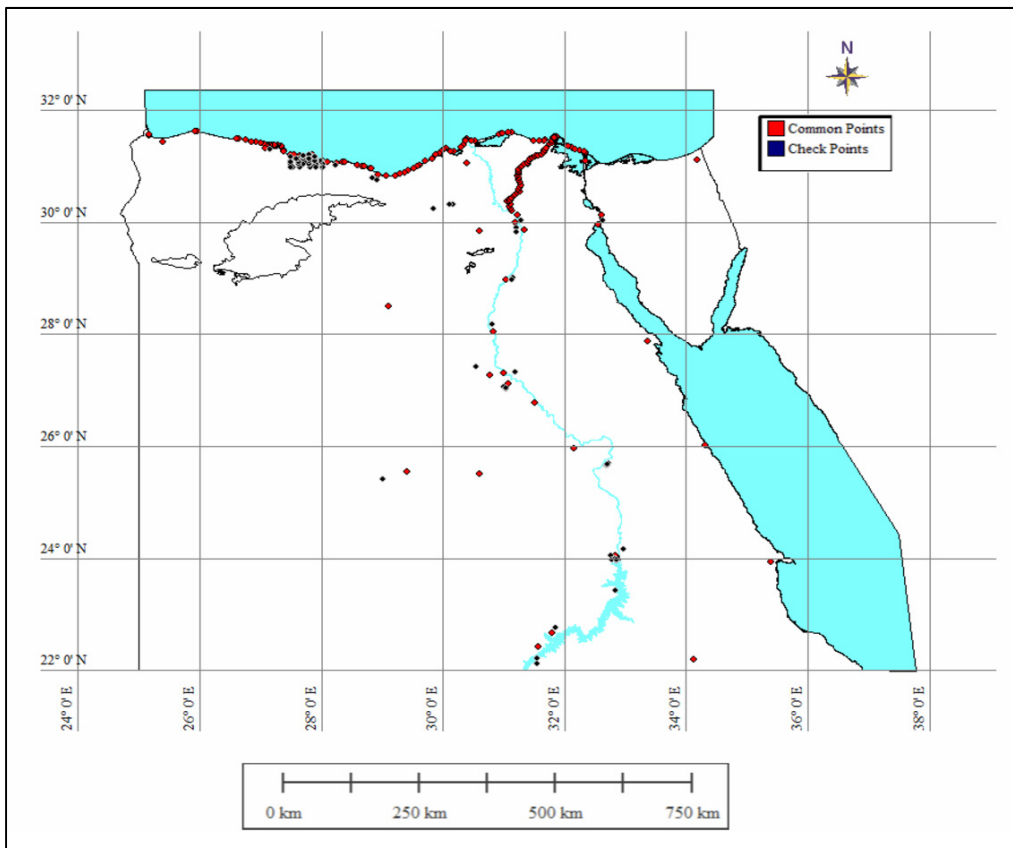 N
Common Points
Check Points
32° 0' N
30° 0' N
28° 0' N
26° 0' N
24° 0' N
22° 0' N
24° 0' E
26° 0' E
28° 0' E
30° 0' E
32° 0' E
34° 0' E
36° 0' E
38° 0' E
0 km 250 km 500 km 750 km